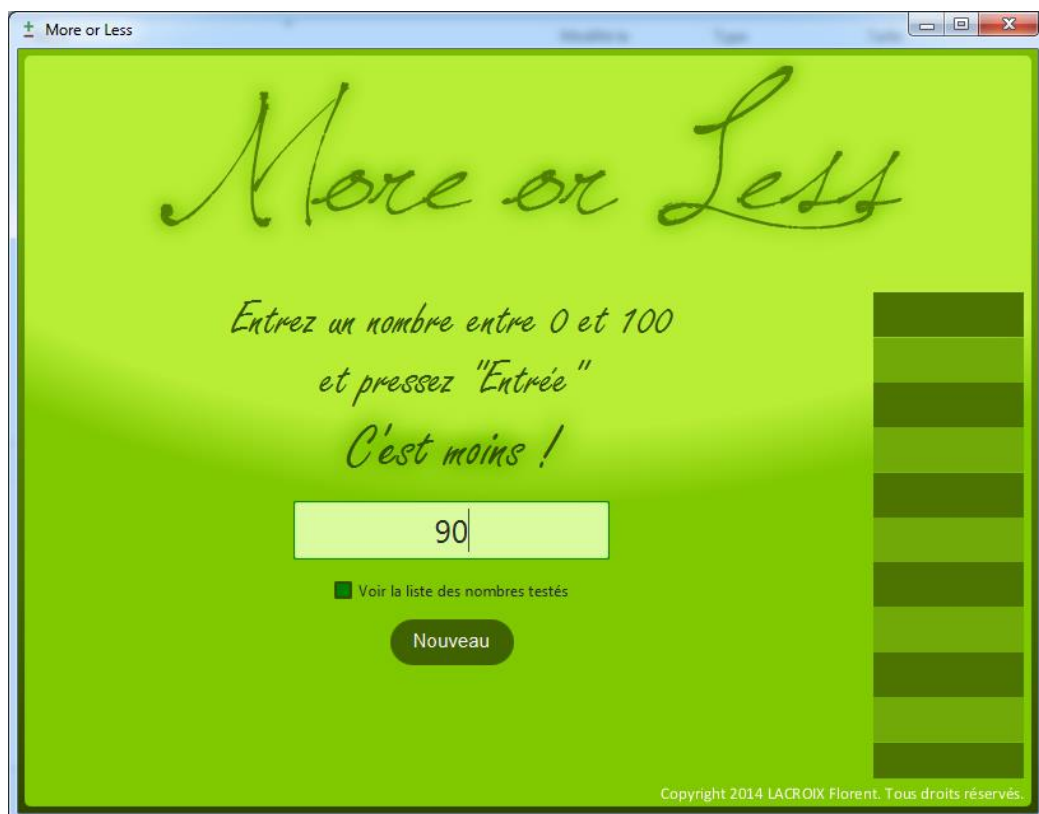 More or Less
More or Less
Entrez un nombre entre 0 et 100
et pressez "Entrée"
C'est moins !
90
Voir la liste des nombres testés
Nouveau
Copyright 2014 LACROIX Florent. Tous droits réservés.